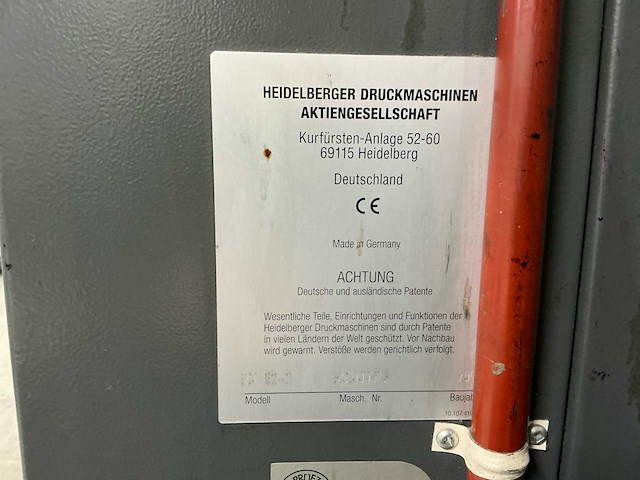 HEIDELBERGER DRUCKMASCHINEN
AKTIENGESELLSCHAFT
Kurfürsten-Anlage 52-60
69115 Heidelberg
Deutschland
CE
Made in Germany
ACHTUNG
Deutsche und ausländische Patente
Wesentliche Teile, Einrichtungen und Funktionen der
Heidelberger Druckmaschinen sind durch Patente
in vielen Ländern der Welt geschützt. Vor Nachbau
wird gewarnt. Verstöße werden gerichtlich verfolgt.
Modell Masch. Nr. Baujah